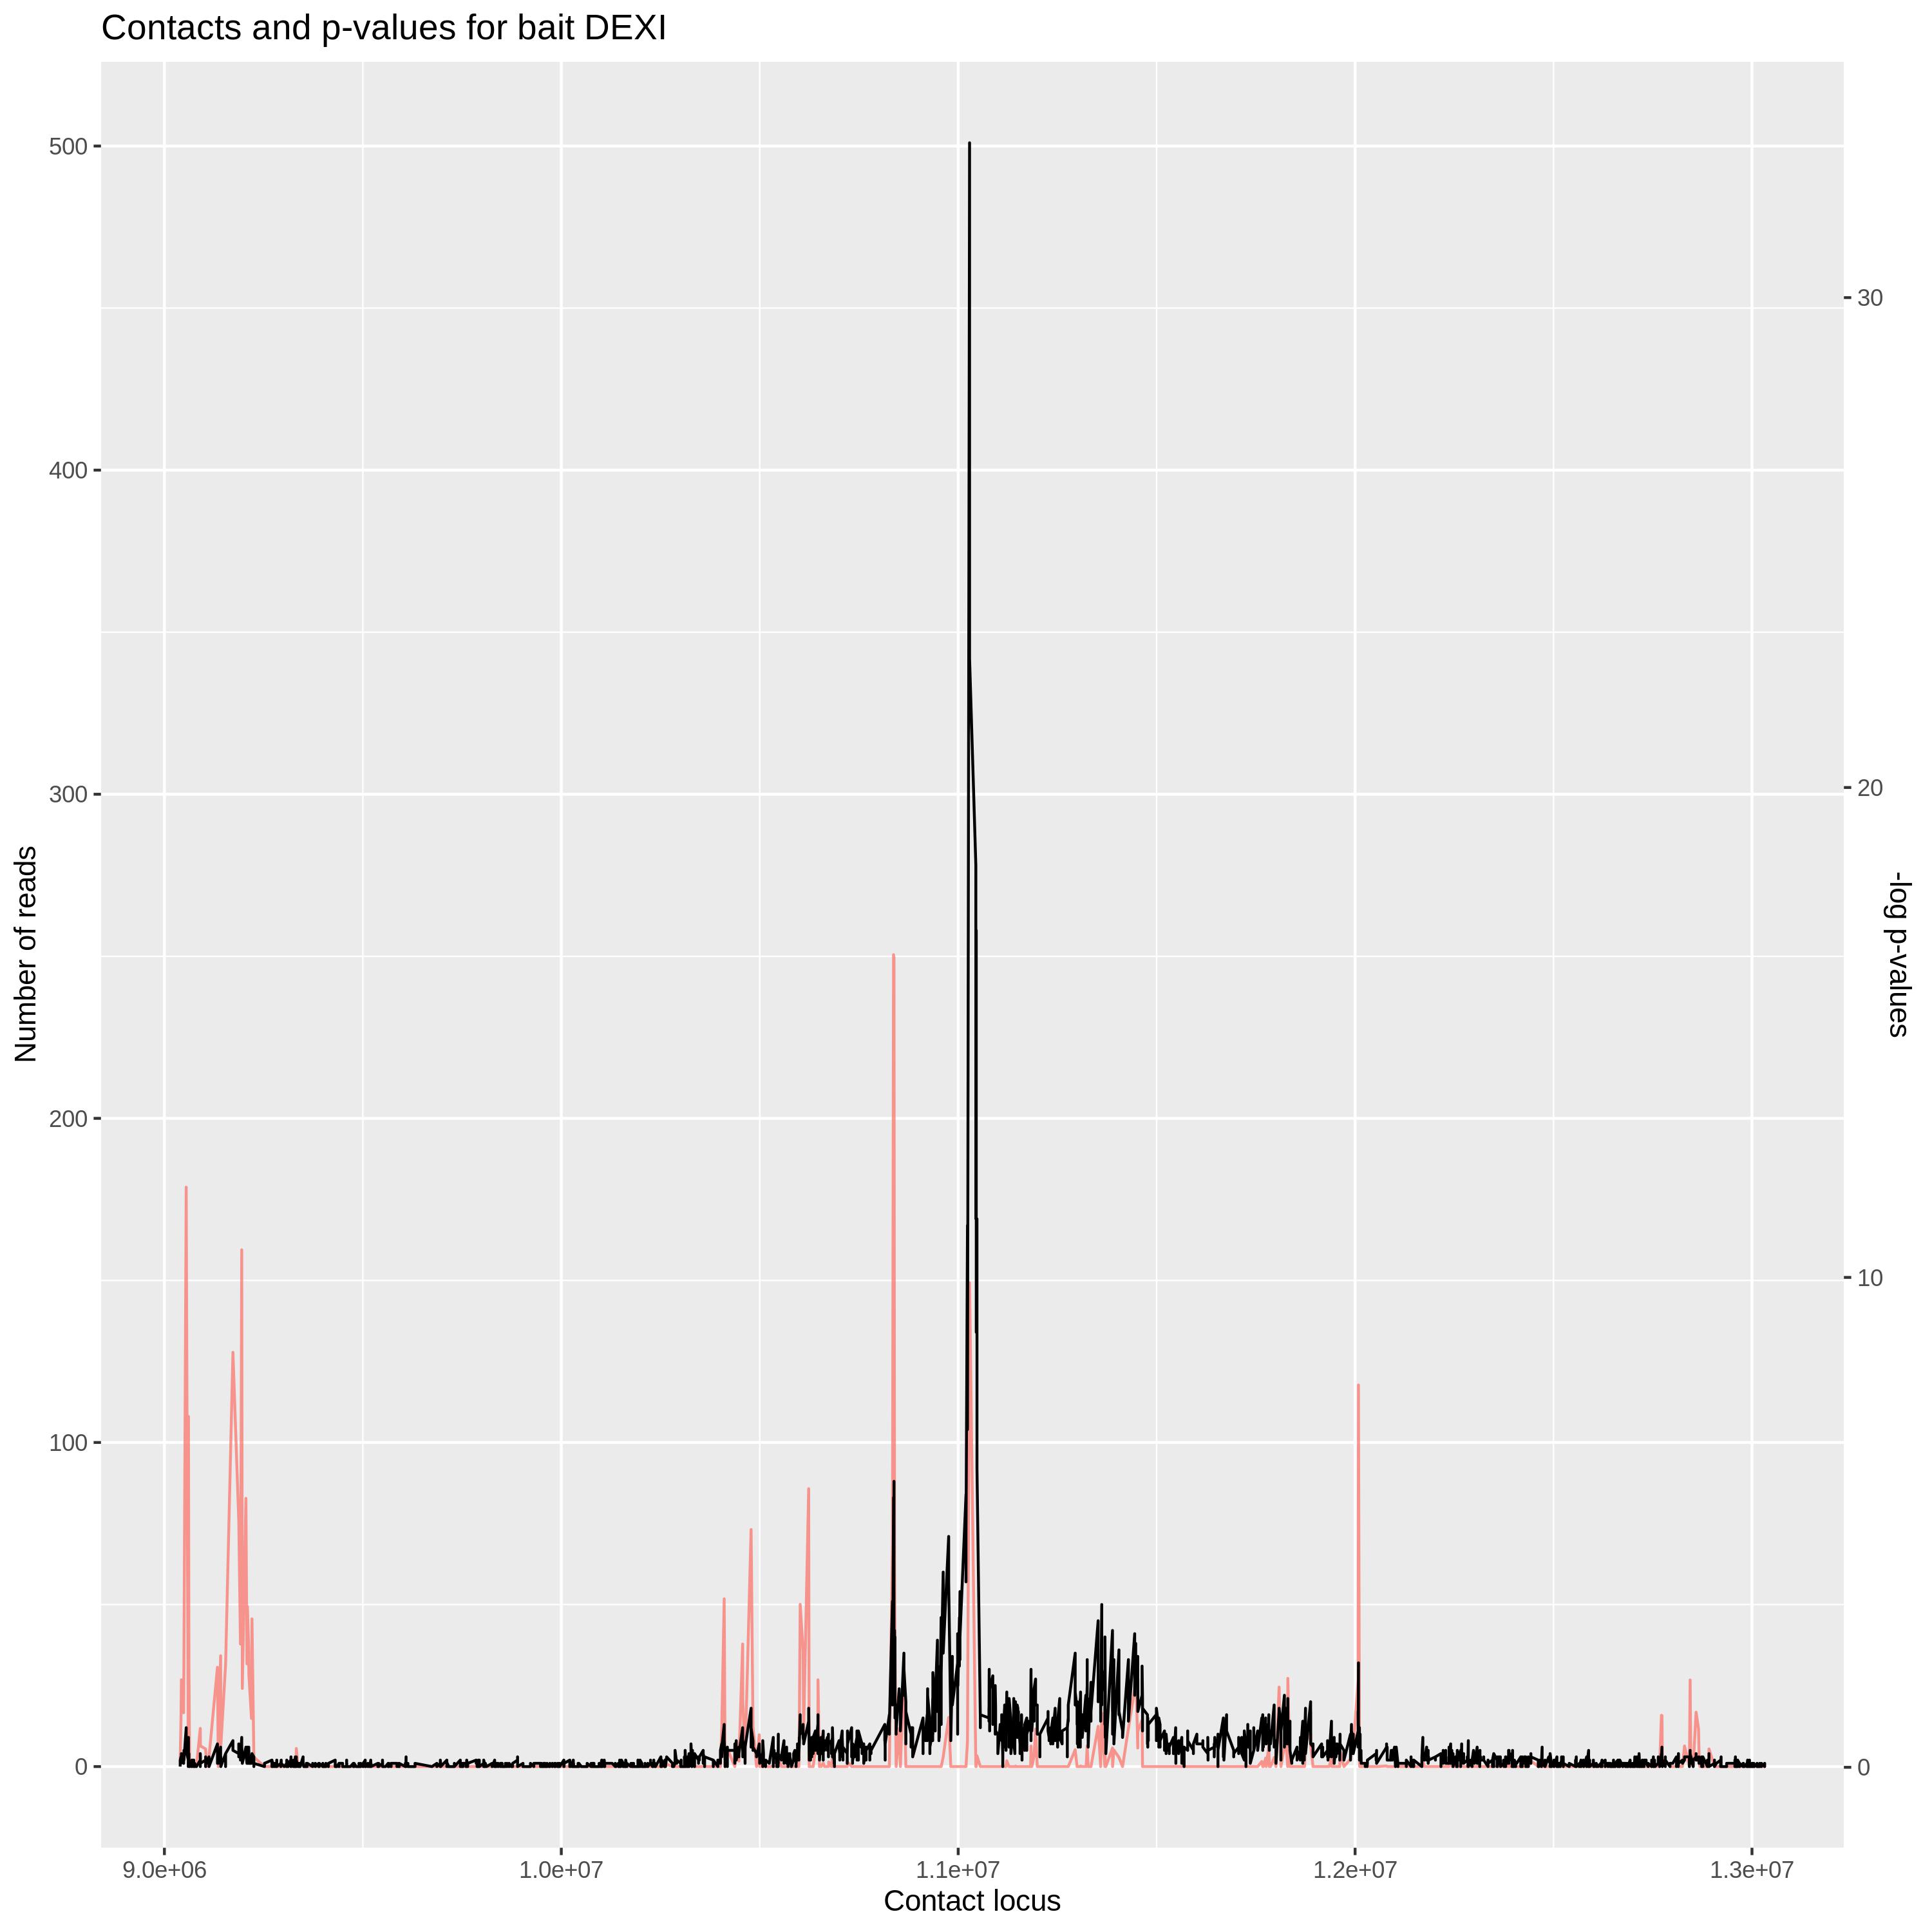 Contacts and p-values for bait DEXI
Number of reads
500
400
300
200
100
0
30
20
10
0
-log p-values
9.0e+06
1.0e+07
1.1e+07
1.2e+07
1.3e+07
Contact locus